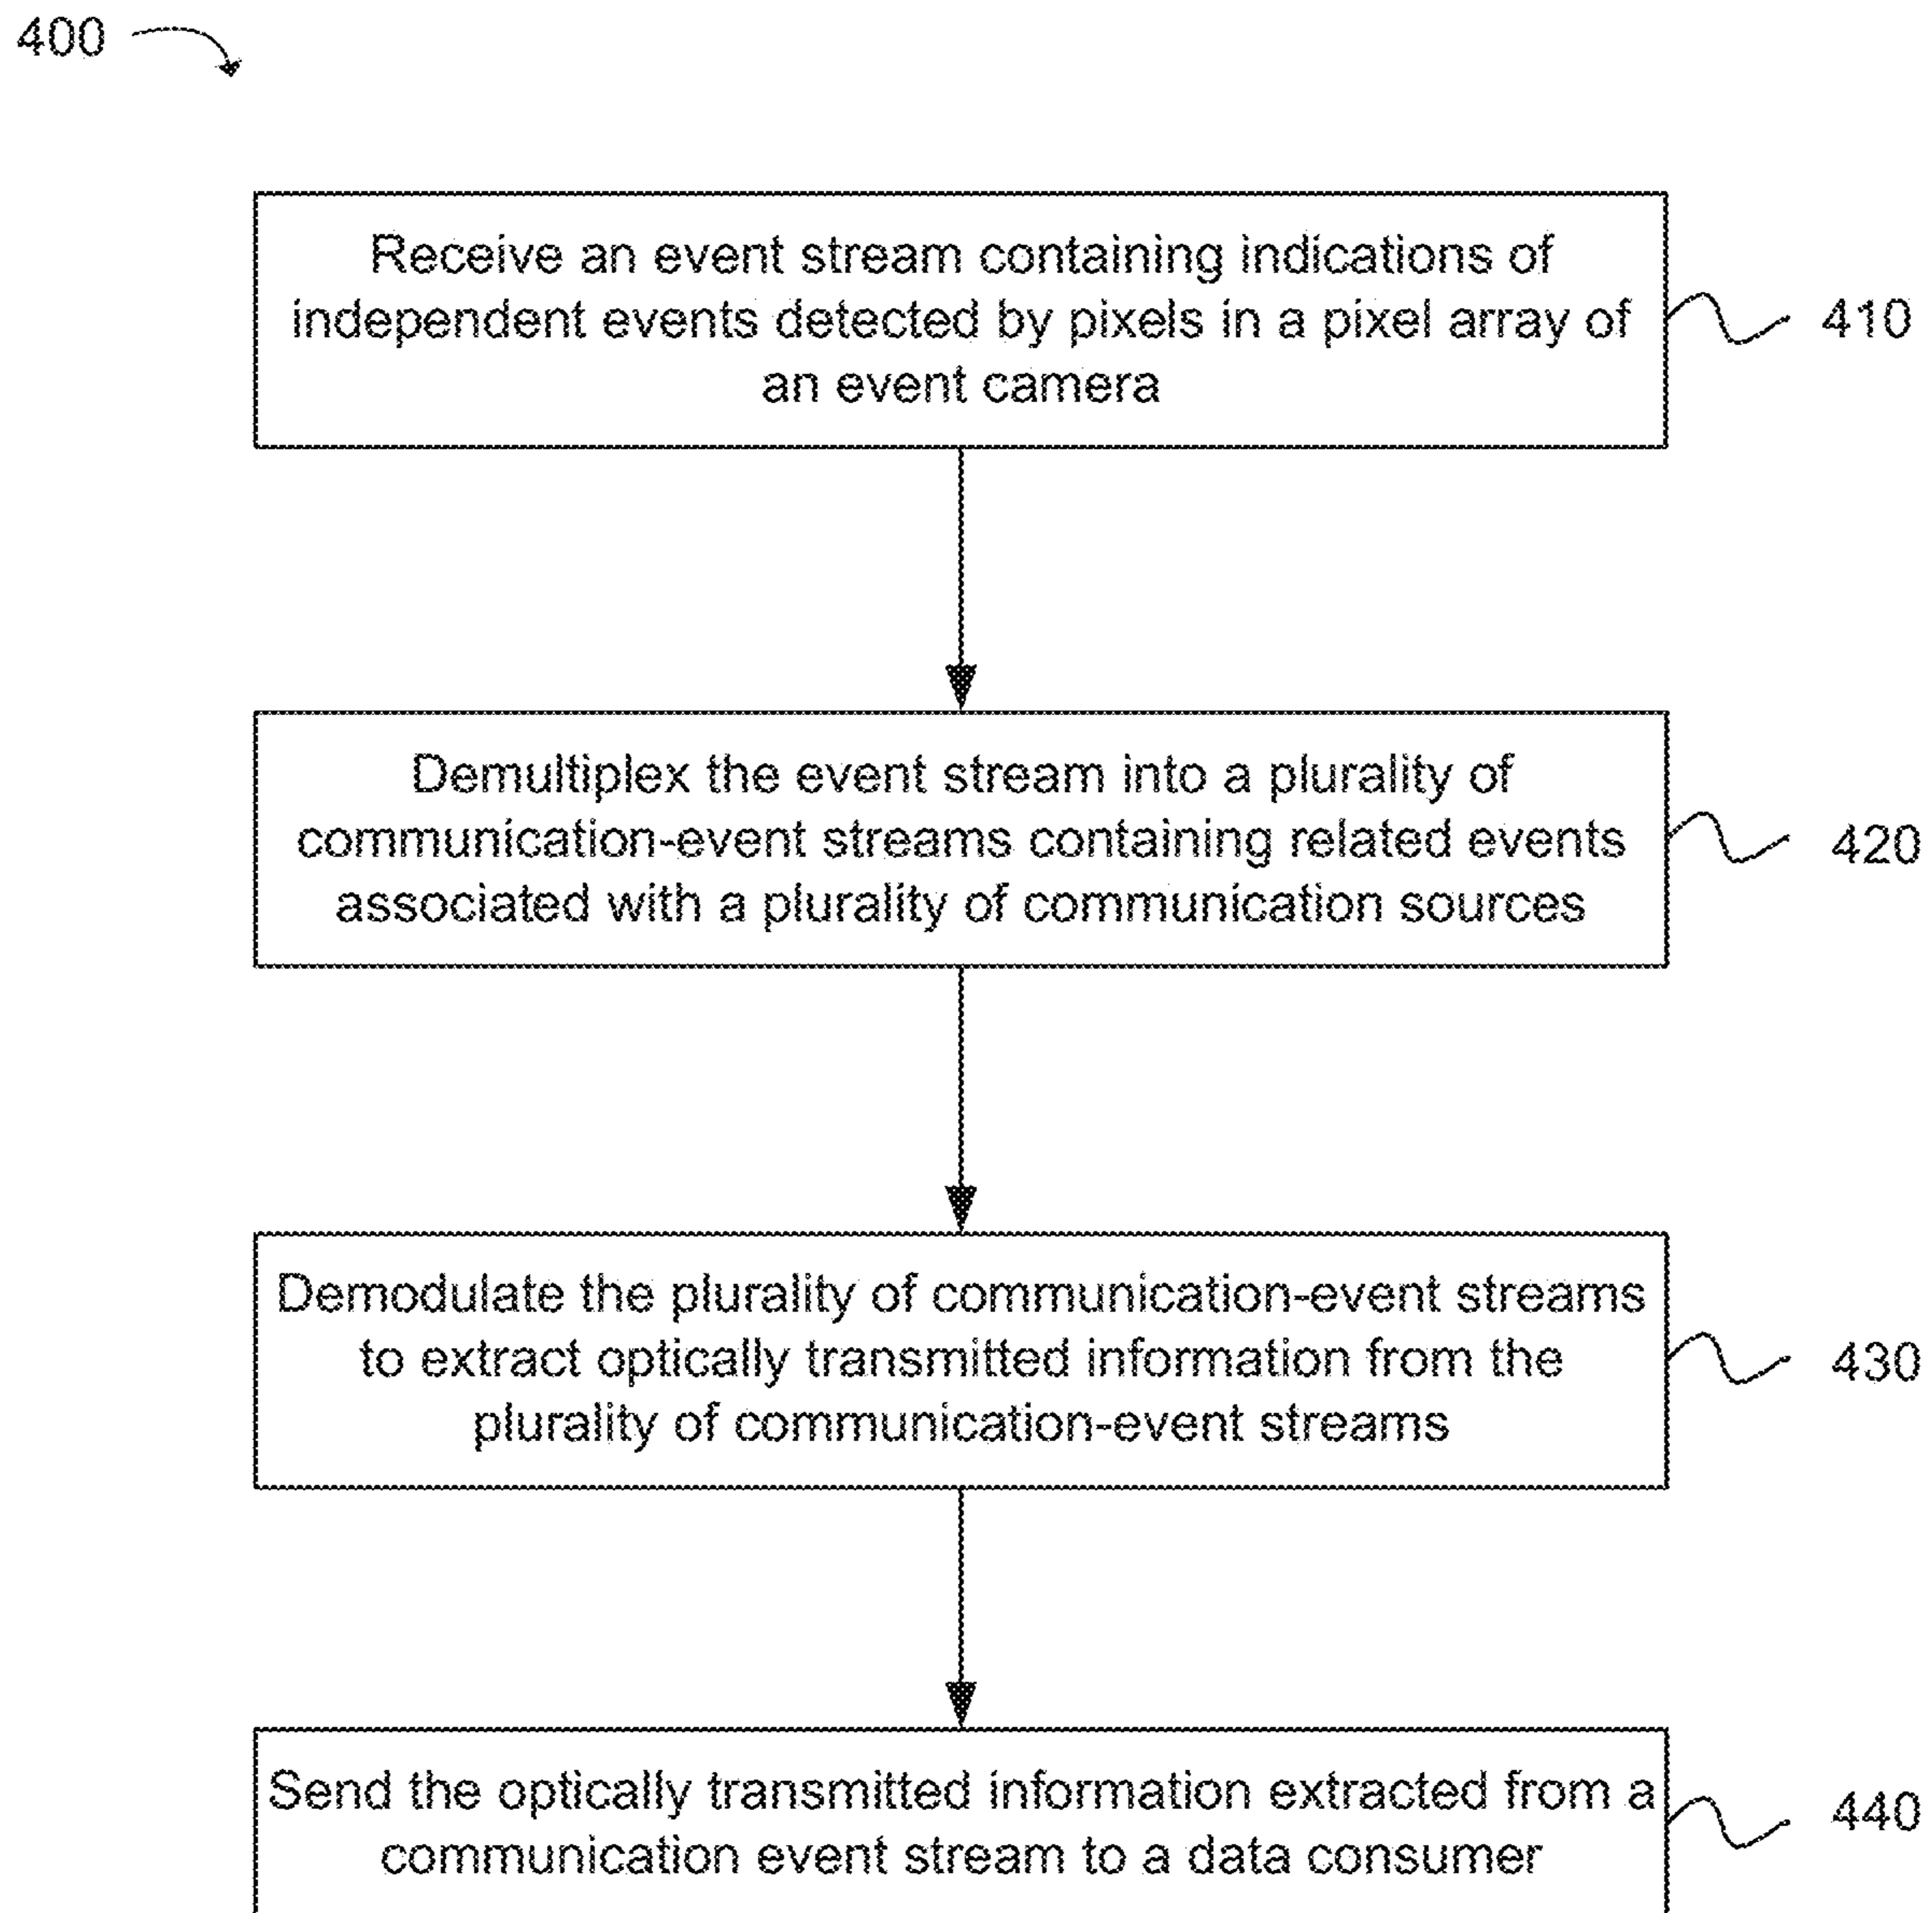 400
Receive an event stream containing indications of
independent events detected by pixels in a pixel array of
an event camera
410
Demultiplex the event stream into a plurality of
communication-event streams containing related events
associated with a plurality of communication sources
420
Demodulate the plurality of communication-event streams
to extract optically transmitted information from the
plurality of communication-event streams
430
Send the optically transmitted information extracted from a
communication event stream to a data consumer
440